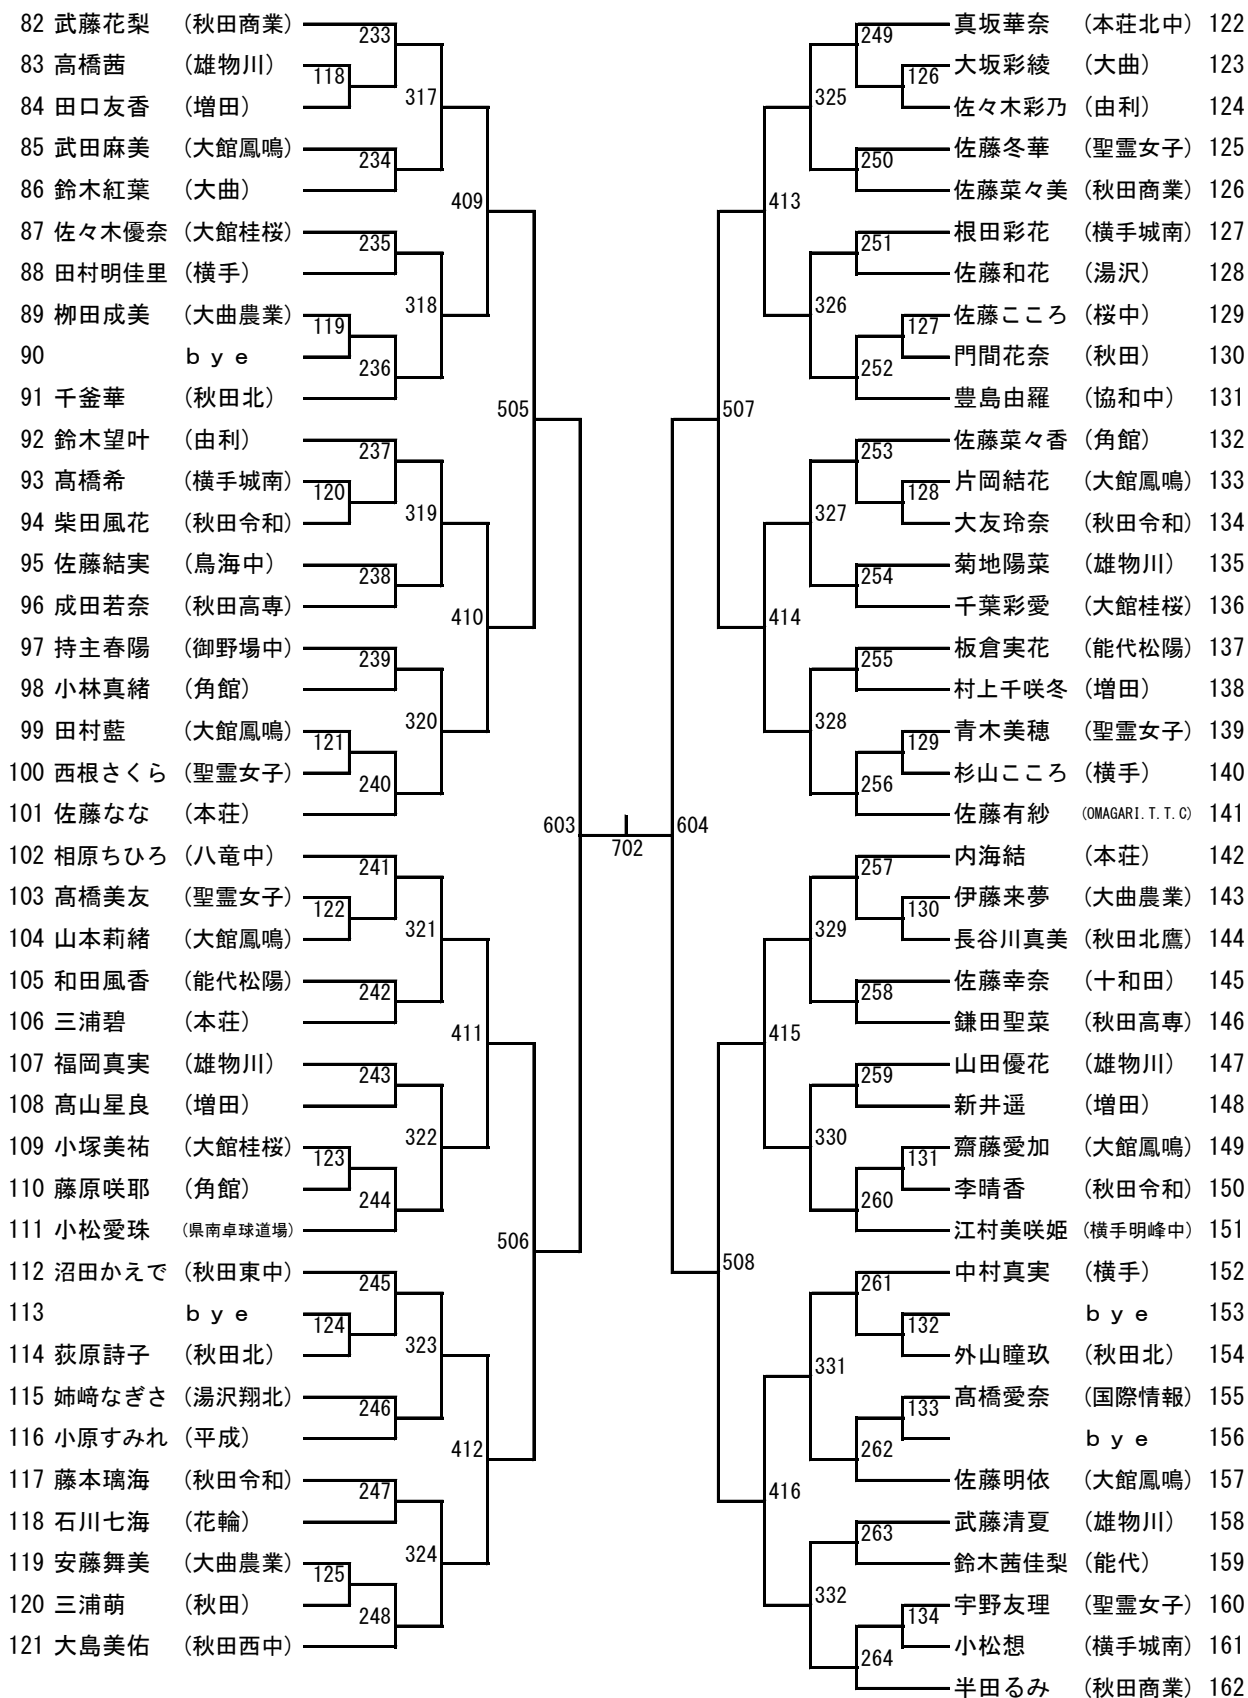 82 武藤花梨 (秋田商業)
83 高橋茜 (雄物川)
84 田口友香 (増田)
85 武田麻美 (大館鳳鳴)
86 鈴木紅葉 (大曲)
87 佐々木優奈 (大館桂桜)
88 田村明佳里 (横手)
89 栁田成美 (大曲農業)
90 ｂｙｅ
91 千釜華 (秋田北)
92 鈴木望叶 (由利)
93 髙橋希 (横手城南)
94 柴田風花 (秋田令和)
95 佐藤結実 (鳥海中)
96 成田若奈 (秋田高専)
97 持主春陽 (御野場中)
98 小林真緒 (角館)
99 田村藍 (大館鳳鳴)
100 西根さくら (聖霊女子)
101 佐藤なな (本荘)
102 相原ちひろ (八竜中)
103 髙橋美友 (聖霊女子)
104 山本莉緒 (大館鳳鳴)
105 和田風香 (能代松陽)
106 三浦碧 (本荘)
107 福岡真実 (雄物川)
108 髙山星良 (増田)
109 小塚美祐 (大館桂桜)
110 藤原咲耶 (角館)
111 小松愛珠 (県南卓球道場)
112 沼田かえで (秋田東中)
113 ｂｙｅ
114 荻原詩子 (秋田北)
115 姉﨑なぎさ (湯沢翔北)
116 小原すみれ (平成)
117 藤本璃海 (秋田令和)
118 石川七海 (花輪)
119 安藤舞美 (大曲農業)
120 三浦萌 (秋田)
121 大島美佑 (秋田西中)
118
119
120
121
122
123
124
125
233
234
235
236
237
238
239
240
241
242
243
244
245
246
247
248
317
318
319
320
321
322
323
324
409
410
411
412
505
506
603
702
604
507
508
413
414
415
416
325
326
327
328
329
330
331
332
249
250
251
252
253
254
255
256
257
258
259
260
261
262
263
264
126
127
128
129
130
131
132
133
134
真坂華奈 (本荘北中) 122
大坂彩綾 (大曲) 123
佐々木彩乃 (由利) 124
佐藤冬華 (聖霊女子) 125
佐藤菜々美 (秋田商業) 126
根田彩花 (横手城南) 127
佐藤和花 (湯沢) 128
佐藤こころ (桜中) 129
門間花奈 (秋田) 130
豊島由羅 (協和中) 131
佐藤菜々香 (角館) 132
片岡結花 (大館鳳鳴) 133
大友玲奈 (秋田令和) 134
菊地陽菜 (雄物川) 135
千葉彩愛 (大館桂桜) 136
板倉実花 (能代松陽) 137
村上千咲冬 (増田) 138
青木美穂 (聖霊女子) 139
杉山こころ (横手) 140
佐藤有紗 (OMAGARI.T.T.C) 141
内海結 (本荘) 142
伊藤来夢 (大曲農業) 143
長谷川真美 (秋田北鷹) 144
佐藤幸奈 (十和田) 145
鎌田聖菜 (秋田高専) 146
山田優花 (雄物川) 147
新井遥 (増田) 148
齋藤愛加 (大館鳳鳴) 149
李晴香 (秋田令和) 150
江村美咲姫 (横手明峰中) 151
中村真実 (横手) 152
ｂｙｅ 153
外山瞳玖 (秋田北) 154
髙橋愛奈 (国際情報) 155
ｂｙｅ 156
佐藤明依 (大館鳳鳴) 157
武藤清夏 (雄物川) 158
鈴木茜佳梨 (能代) 159
宇野友理 (聖霊女子) 160
小松想 (横手城南) 161
半田るみ (秋田商業) 162